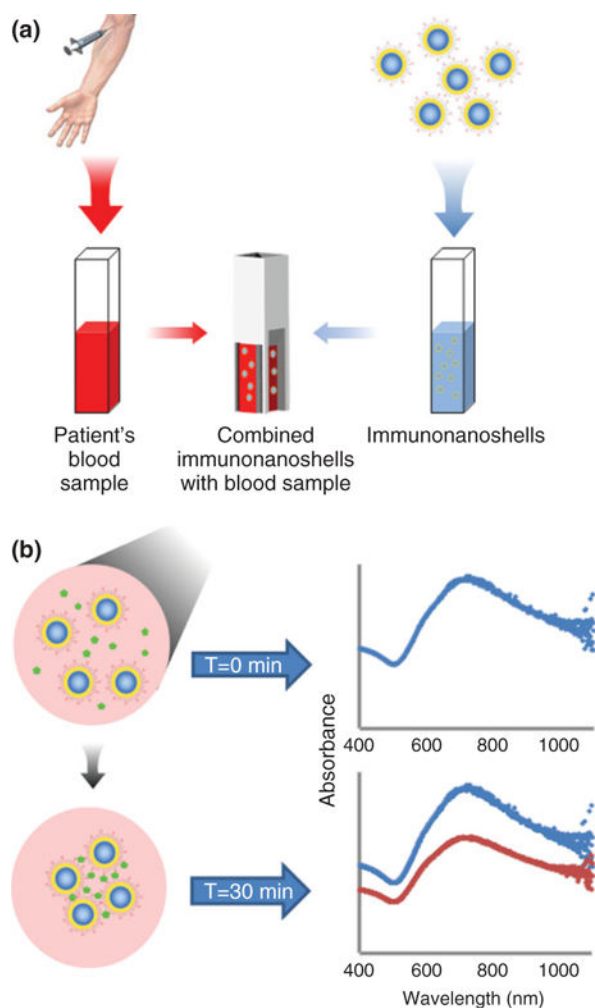 (a)
Patient's
blood
sample
Combined
immunonanoshells
with blood sample
Immunonanoshells
(b)
T=0 min
T=30 min
Absorbance
400 600 800 1000
400 600 800 1000
Wavelength (nm)